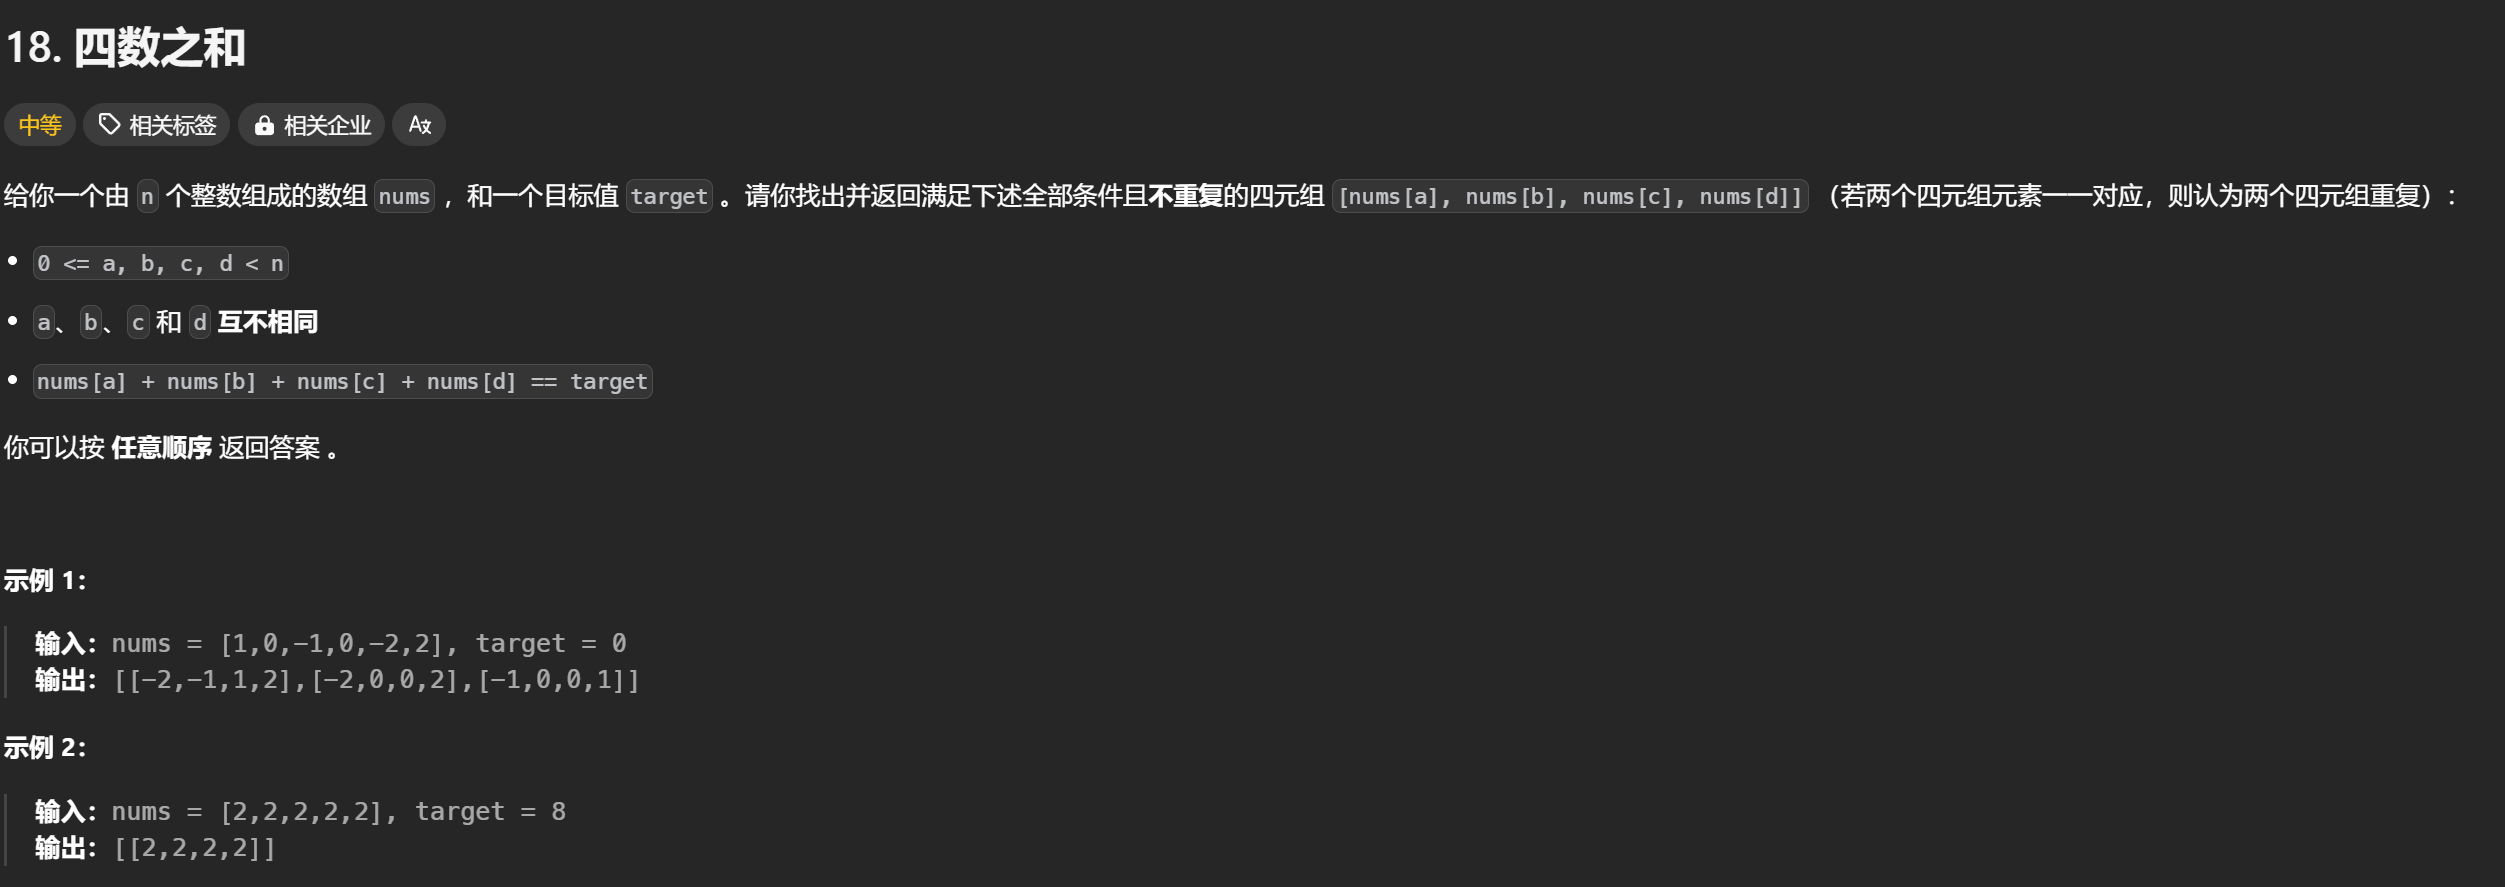 18. 四数之和
中等 相关标签 相关企业
给你一个由 n 个整数组成的数组 nums ，和一个目标值 target 。请你找出并返回满足下述全部条件且不重复的四元组 [nums[a], nums[b], nums[c], nums[d]] （若两个四元组元素一一对应，则认为两个四元组重复）：
0 <= a, b, c, d < n
a、b、c 和 d 互不相同
nums[a] + nums[b] + nums[c] + nums[d] == target
你可以按 任意顺序 返回答案 。
示例 1：
输入：nums = [1,0,-1,0,-2,2], target = 0
输出：[[-2,-1,1,2],[-2,0,0,2],[-1,0,0,1]]
示例 2：
输入：nums = [2,2,2,2,2], target = 8
输出：[[2,2,2,2]]